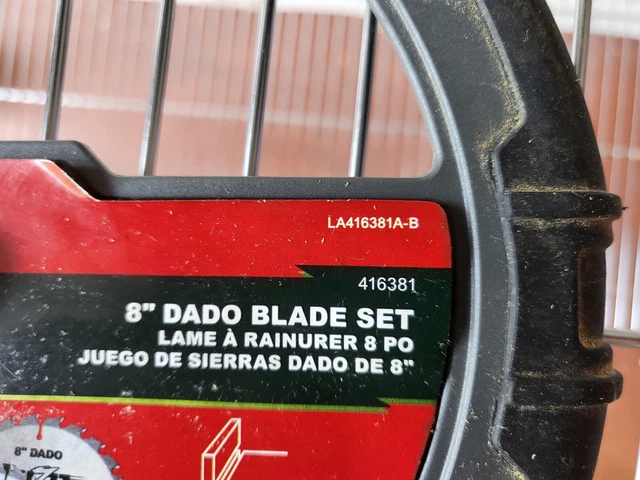 LA416381A-B
416381
8" DADO BLADE SET
LAME À RAINURER 8 PO
JUEGO DE SIERRAS DADO DE 8"
8" DADO